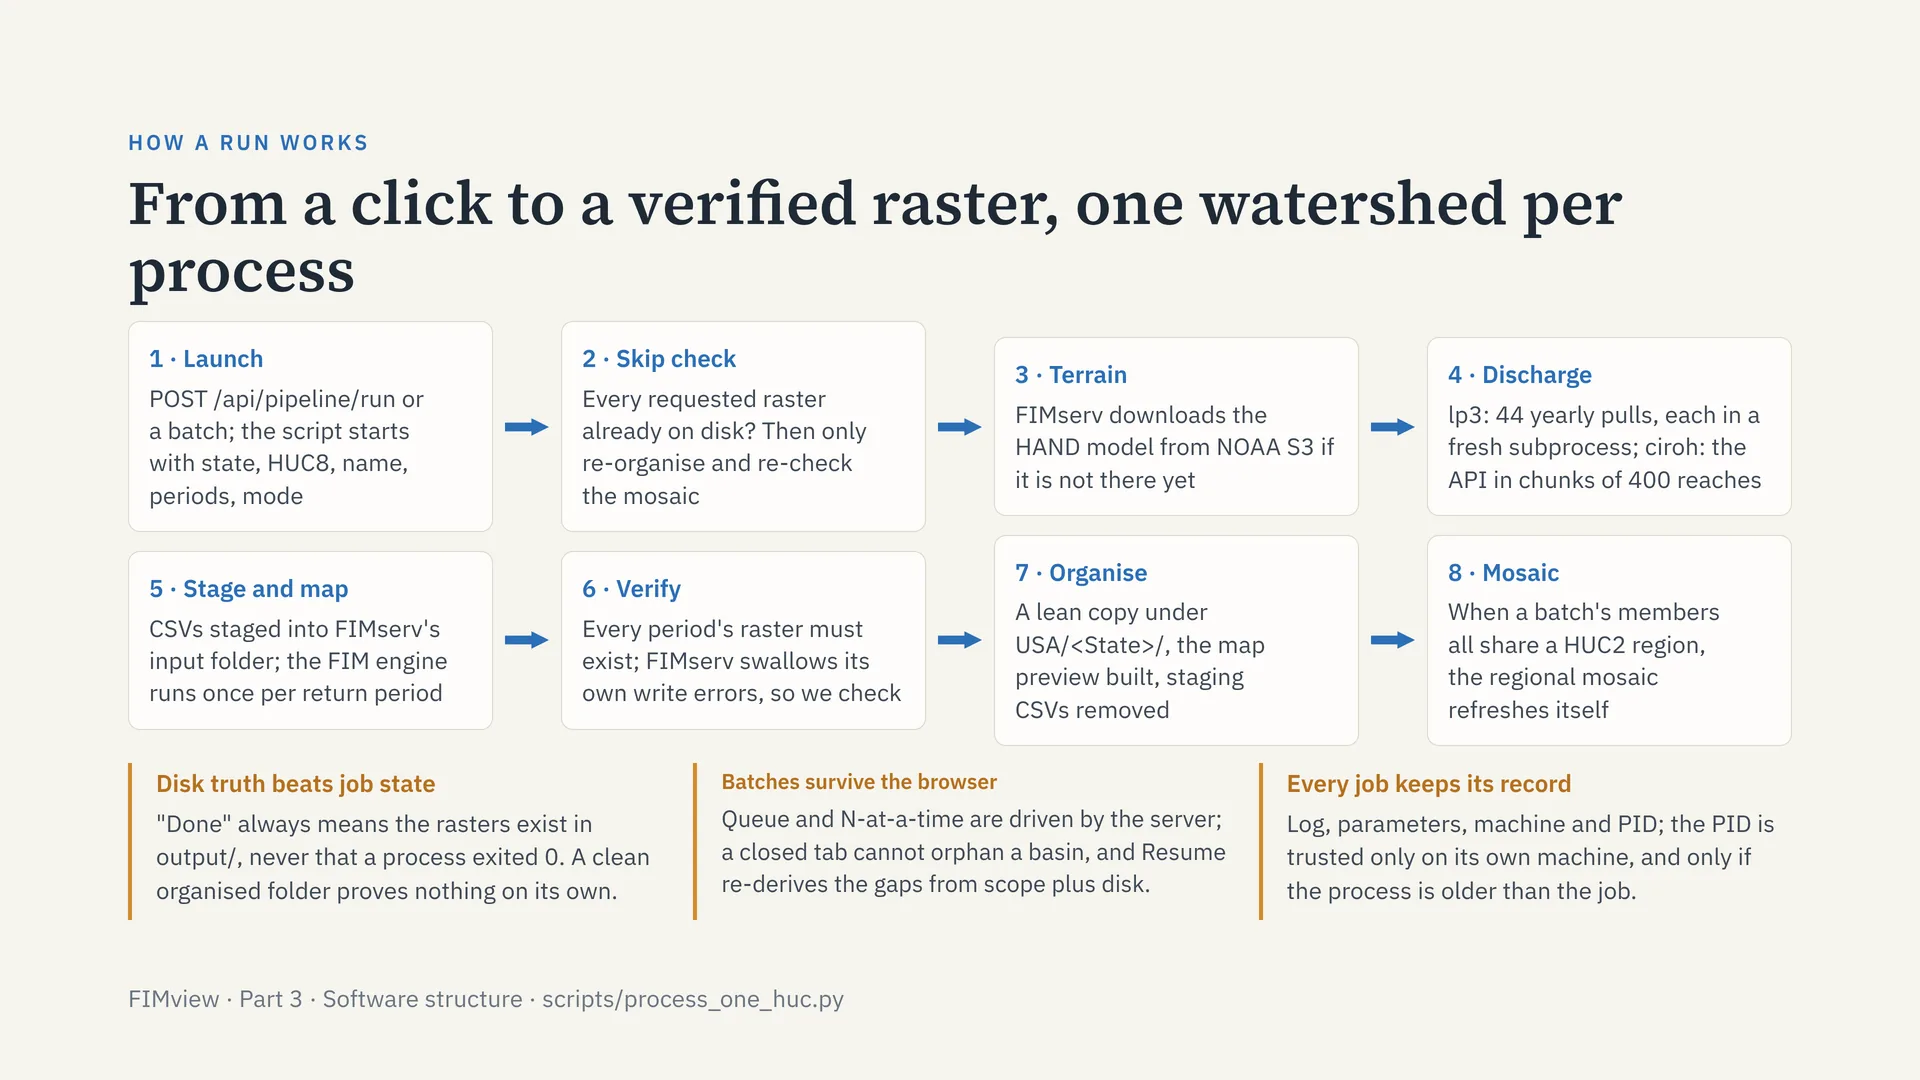 HOW A RUN WORKS
From a click to a verified raster, one watershed per
process
1 · Launch
POST /api/pipeline/run or
a batch; the script starts
with state, HUC8, name,
periods, mode
2 · Skip check
Every requested raster
already on disk? Then only
re-organise and re-check
the mosaic
3 · Terrain
FIMserv downloads the
HAND model from NOAA S3 if
it is not there yet
4 · Discharge
lp3: 44 yearly pulls, each in a
fresh subprocess; ciroh: the
API in chunks of 400 reaches
5 · Stage and map
CSVs staged into FIMserv's
input folder; the FIM engine
runs once per return period
6 · Verify
Every period's raster must
exist; FIMserv swallows its
own write errors, so we check
7 · Organise
A lean copy under
USA/<State>/, the map
preview built, staging
CSVs removed
8 · Mosaic
When a batch's members
all share a HUC2 region,
the regional mosaic
refreshes itself
Disk truth beats job state
"Done" always means the rasters exist in
output/, never that a process exited 0. A clean
organised folder proves nothing on its own.
Batches survive the browser
Queue and N-at-a-time are driven by the server;
a closed tab cannot orphan a basin, and Resume
re-derives the gaps from scope plus disk.
Every job keeps its record
Log, parameters, machine and PID; the PID is
trusted only on its own machine, and only if
the process is older than the job.
FIMview · Part 3 · Software structure · scripts/process_one_huc.py